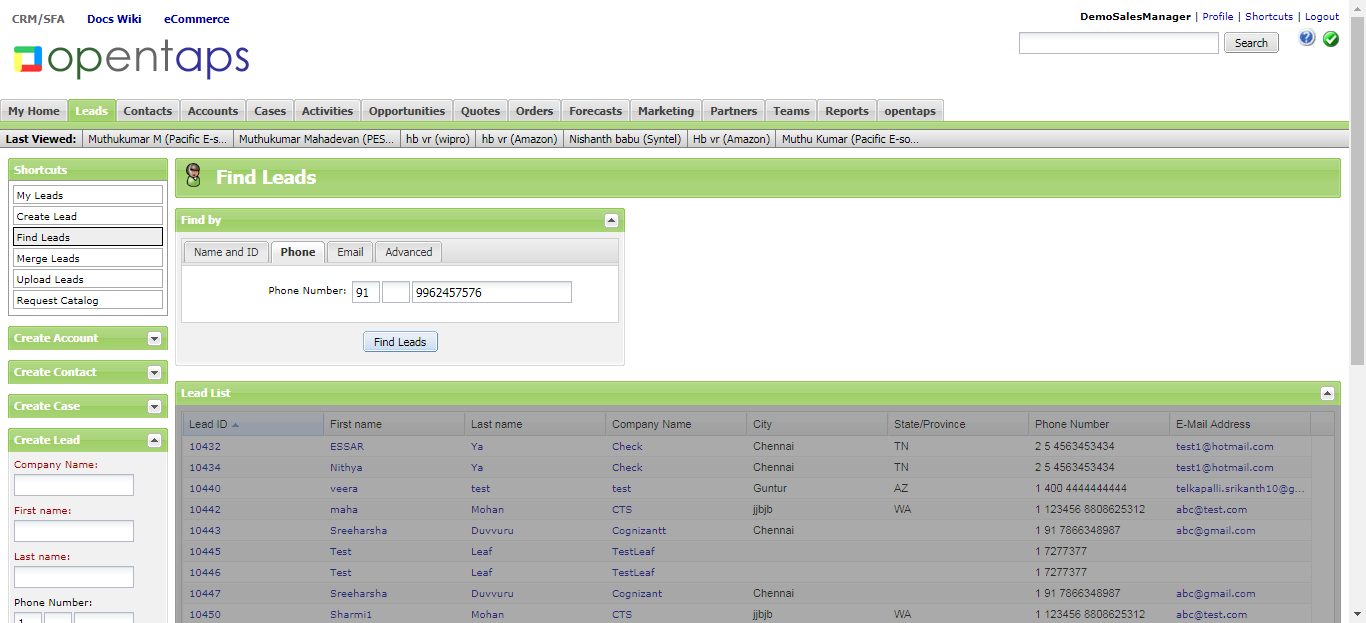 CRM/SFA Docs Wiki eCommerce
DemoSalesManager | Profile | Shortcuts | Logout
opentaps
Search
My Home Leads Contacts Accounts Cases Activities Opportunities Quotes Orders Forecasts Marketing Partners Teams Reports opentaps
Last Viewed: Muthukumar M (Pacific E-s... Muthukumar Mahadevan (PES... hb vr (wipro) hb vr (Amazon) Nishanth babu (Syntel) Hb vr (Amazon) Muthu Kumar (Pacific E-so...
Shortcuts
My Leads
Create Lead
Find Leads
Merge Leads
Upload Leads
Request Catalog
Create Account
Create Contact
Create Case
Create Lead
Company Name:
First name:
Last name:
Phone Number:
1
Find Leads
Find by
Name and ID Phone Email Advanced
Phone Number: 91 9962457576
Find Leads
Lead List
Lead ID First name Last name Company Name City State/Province Phone Number E-Mail Address
10432 ESSAR Ya Check Chennai TN 2 5 4563453434 test1@hotmail.com
10434 Nithya Ya Check Chennai TN 2 5 4563453434 test1@hotmail.com
10440 veera test test Guntur AZ 1 400 4444444444 telkapalli.srikanth10@g...
10442 maha Mohan CTS jjbjb WA 1 123456 8808625312 abc@test.com
10443 Sreeharsha Duvvuru Cognizantt Chennai 1 91 7866348987 abc@gmail.com
10445 Test Leaf TestLeaf 1 7277377
10446 Test Leaf TestLeaf 1 7277377
10447 Sreeharsha Duvvuru Cognizant Chennai 1 91 7866348987 abc@gmail.com
10450 Sharmi1 Mohan CTS jjbjb WA 1 123456 8808625312 abc@test.com